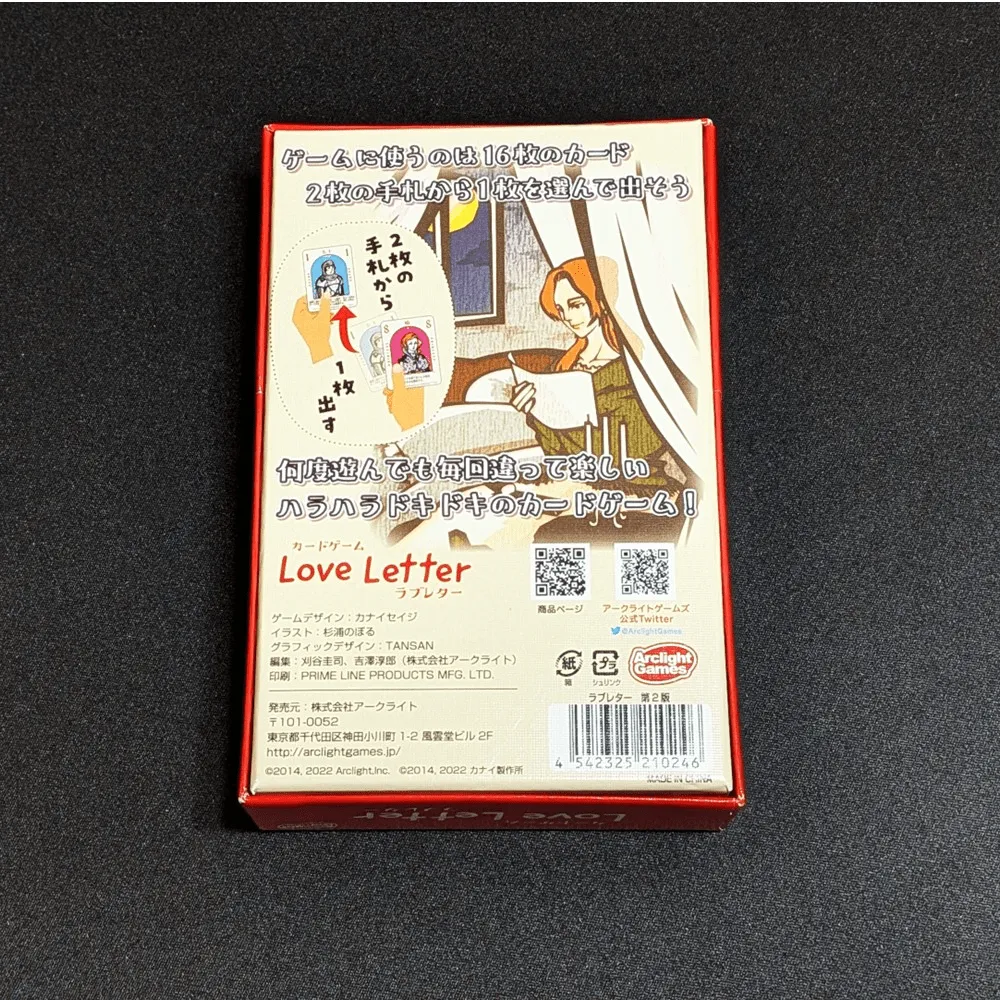 ゲームに使うのは16枚のカード
2枚の手札から1枚を選んで出そう
2枚の
手札から
1枚
出す
1
8
8
何度遊んでも毎回違って楽しい
ハラハラドキドキのカードゲーム!
カードゲーム
Love Letter
ラブレター
商品ページ
アークライトゲームズ
公式Twitter
@ArclightGames
ゲームデザイン:カナイセイジ
イラスト:杉浦のぼる
グラフィックデザイン:TANSAN
編集:刈谷圭司、吉澤淳郎(株式会社アークライト)
印刷:PRIME LINE PRODUCTS MFG. LTD.
紙
箱
プラ
シュリンク
Arclight
Games
ラブレター 第2版
発売元:株式会社アークライト
〒101-0052
東京都千代田区神田小川町 1-2 風雲堂ビル 2F
http://arclightgames.jp/
©2014, 2022 Arclight,Inc. ©2014, 2022 カナイ製作所
4 542325 210246
MADE IN CHINA
Love Letter